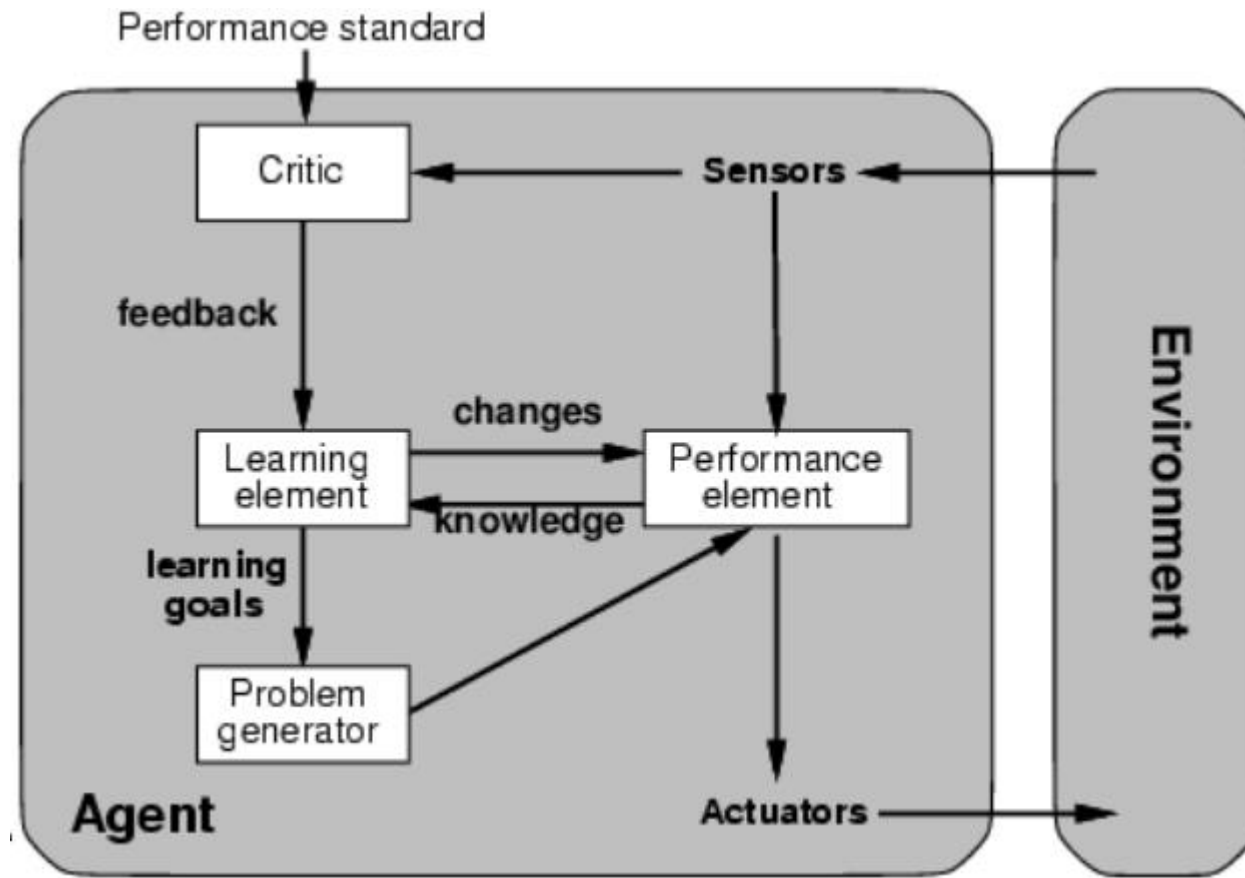 Performance standard
Critic
Sensors
feedback
changes
Learning
element
Performance
element
knowledge
learning
goals
Problem
generator
Agent
Actuators
Environment